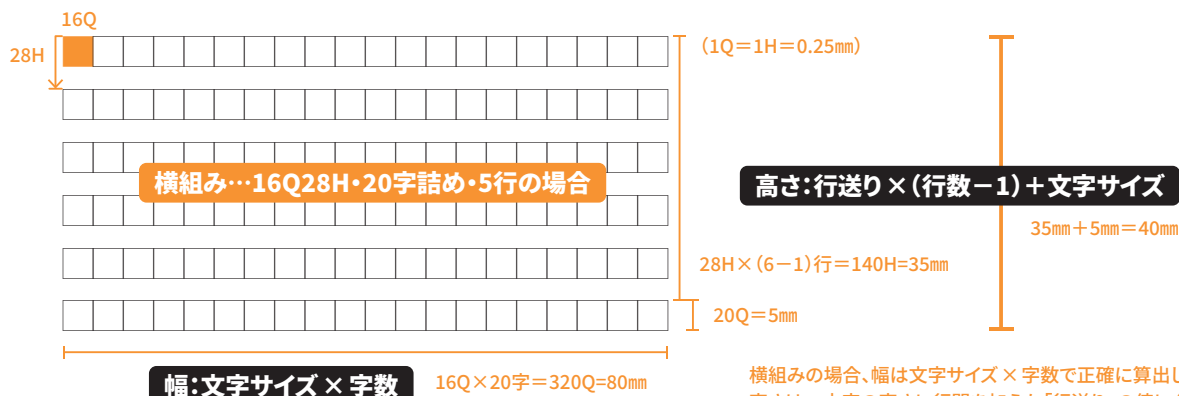 16Q
28H
(1Q=1H=0.25㎜)
横組み…16Q28H・20字詰め・5行の場合
高さ:行送り×(行数-1)+文字サイズ
35㎜+5㎜=40㎜
28H×(6-1)行=140H=35㎜
20Q=5㎜
幅:文字サイズ × 字数
16Q×20字=320Q=80㎜
横組みの場合、幅は文字サイズ × 字数で正確に算出し